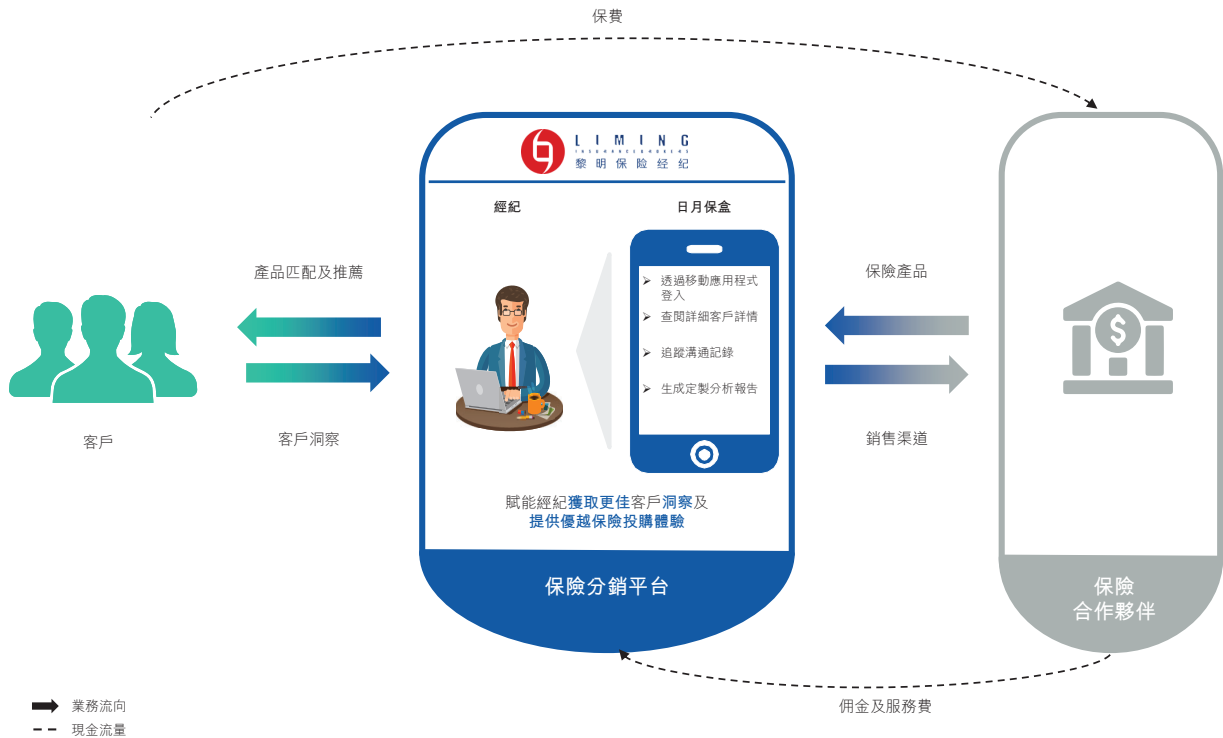 保費
LIMING
INSURANCE BROKERS
黎明保险经纪
經紀
日月保盒
產品匹配及推薦
客戶
客戶洞察
➢ 透過移動應用程式
登入
➢ 查閱詳細客戶詳情
➢ 追蹤溝通記錄
➢ 生成定製分析報告
保險產品
銷售渠道
$
賦能經紀獲取更佳客戶洞察及
提供優越保險投購體驗
保險分銷平台
保險
合作夥伴
佣金及服務費
業務流向
現金流量